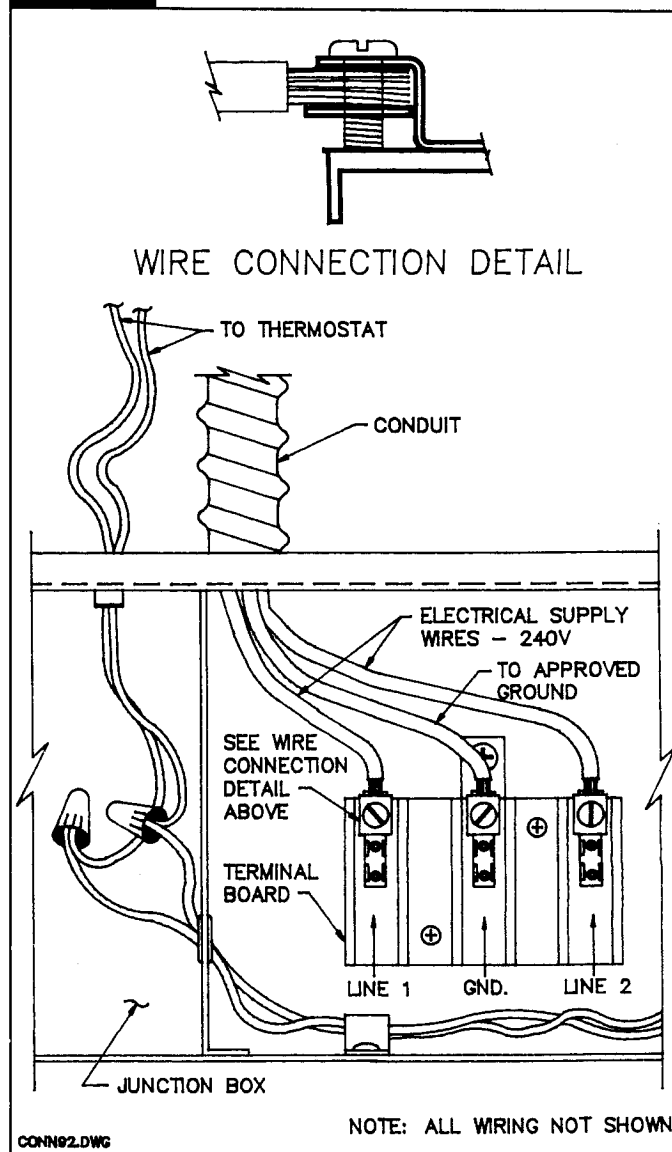 WIRE CONNECTION DETAIL
TO THERMOSTAT
CONDUIT
ELECTRICAL SUPPLY
WIRES - 240V
TO APPROVED
GROUND
SEE WIRE
CONNECTION
DETAIL
ABOVE
TERMINAL
BOARD
LINE 1
GND.
LINE 2
JUNCTION BOX
NOTE: ALL WIRING NOT SHOWN
CONN92.DWG